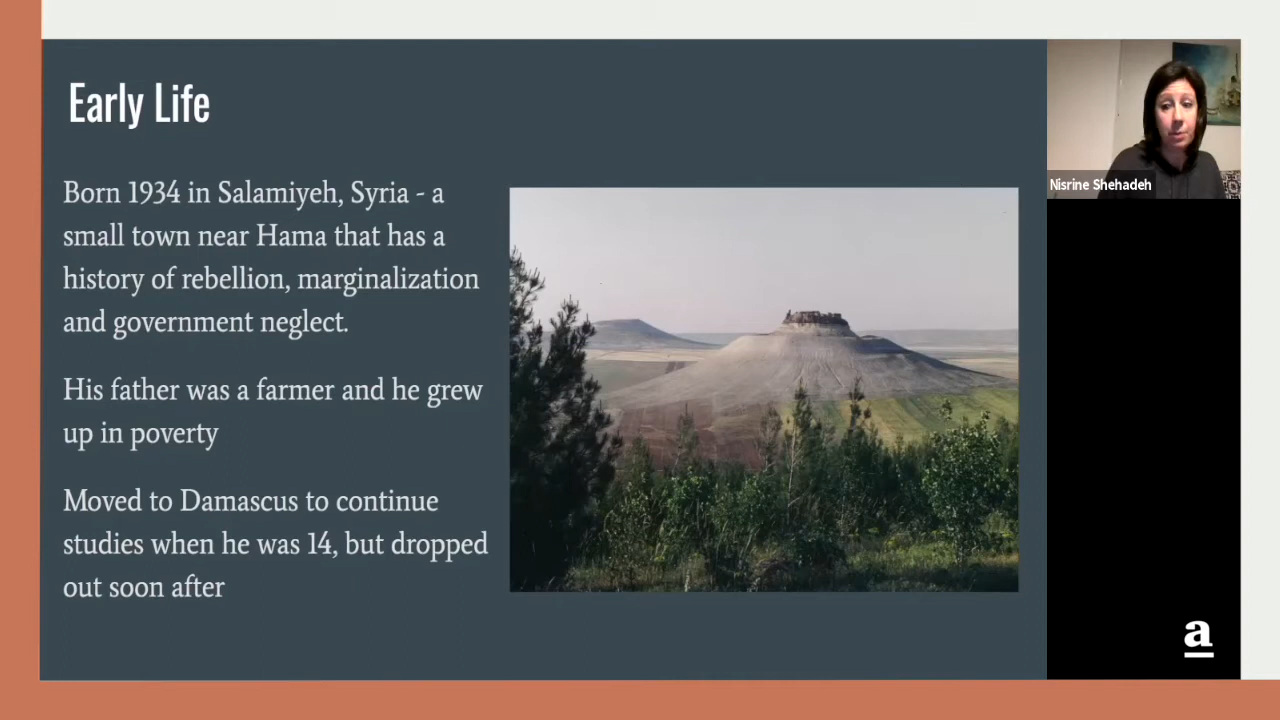 Early Life
Born 1934 in Salamiyeh, Syria - a
small town near Hama that has a
history of rebellion, marginalization
and government neglect.
His father was a farmer and he grew
up in poverty
Moved to Damascus to continue
studies when he was 14, but dropped
out soon after
Nisrine Shehadeh
a